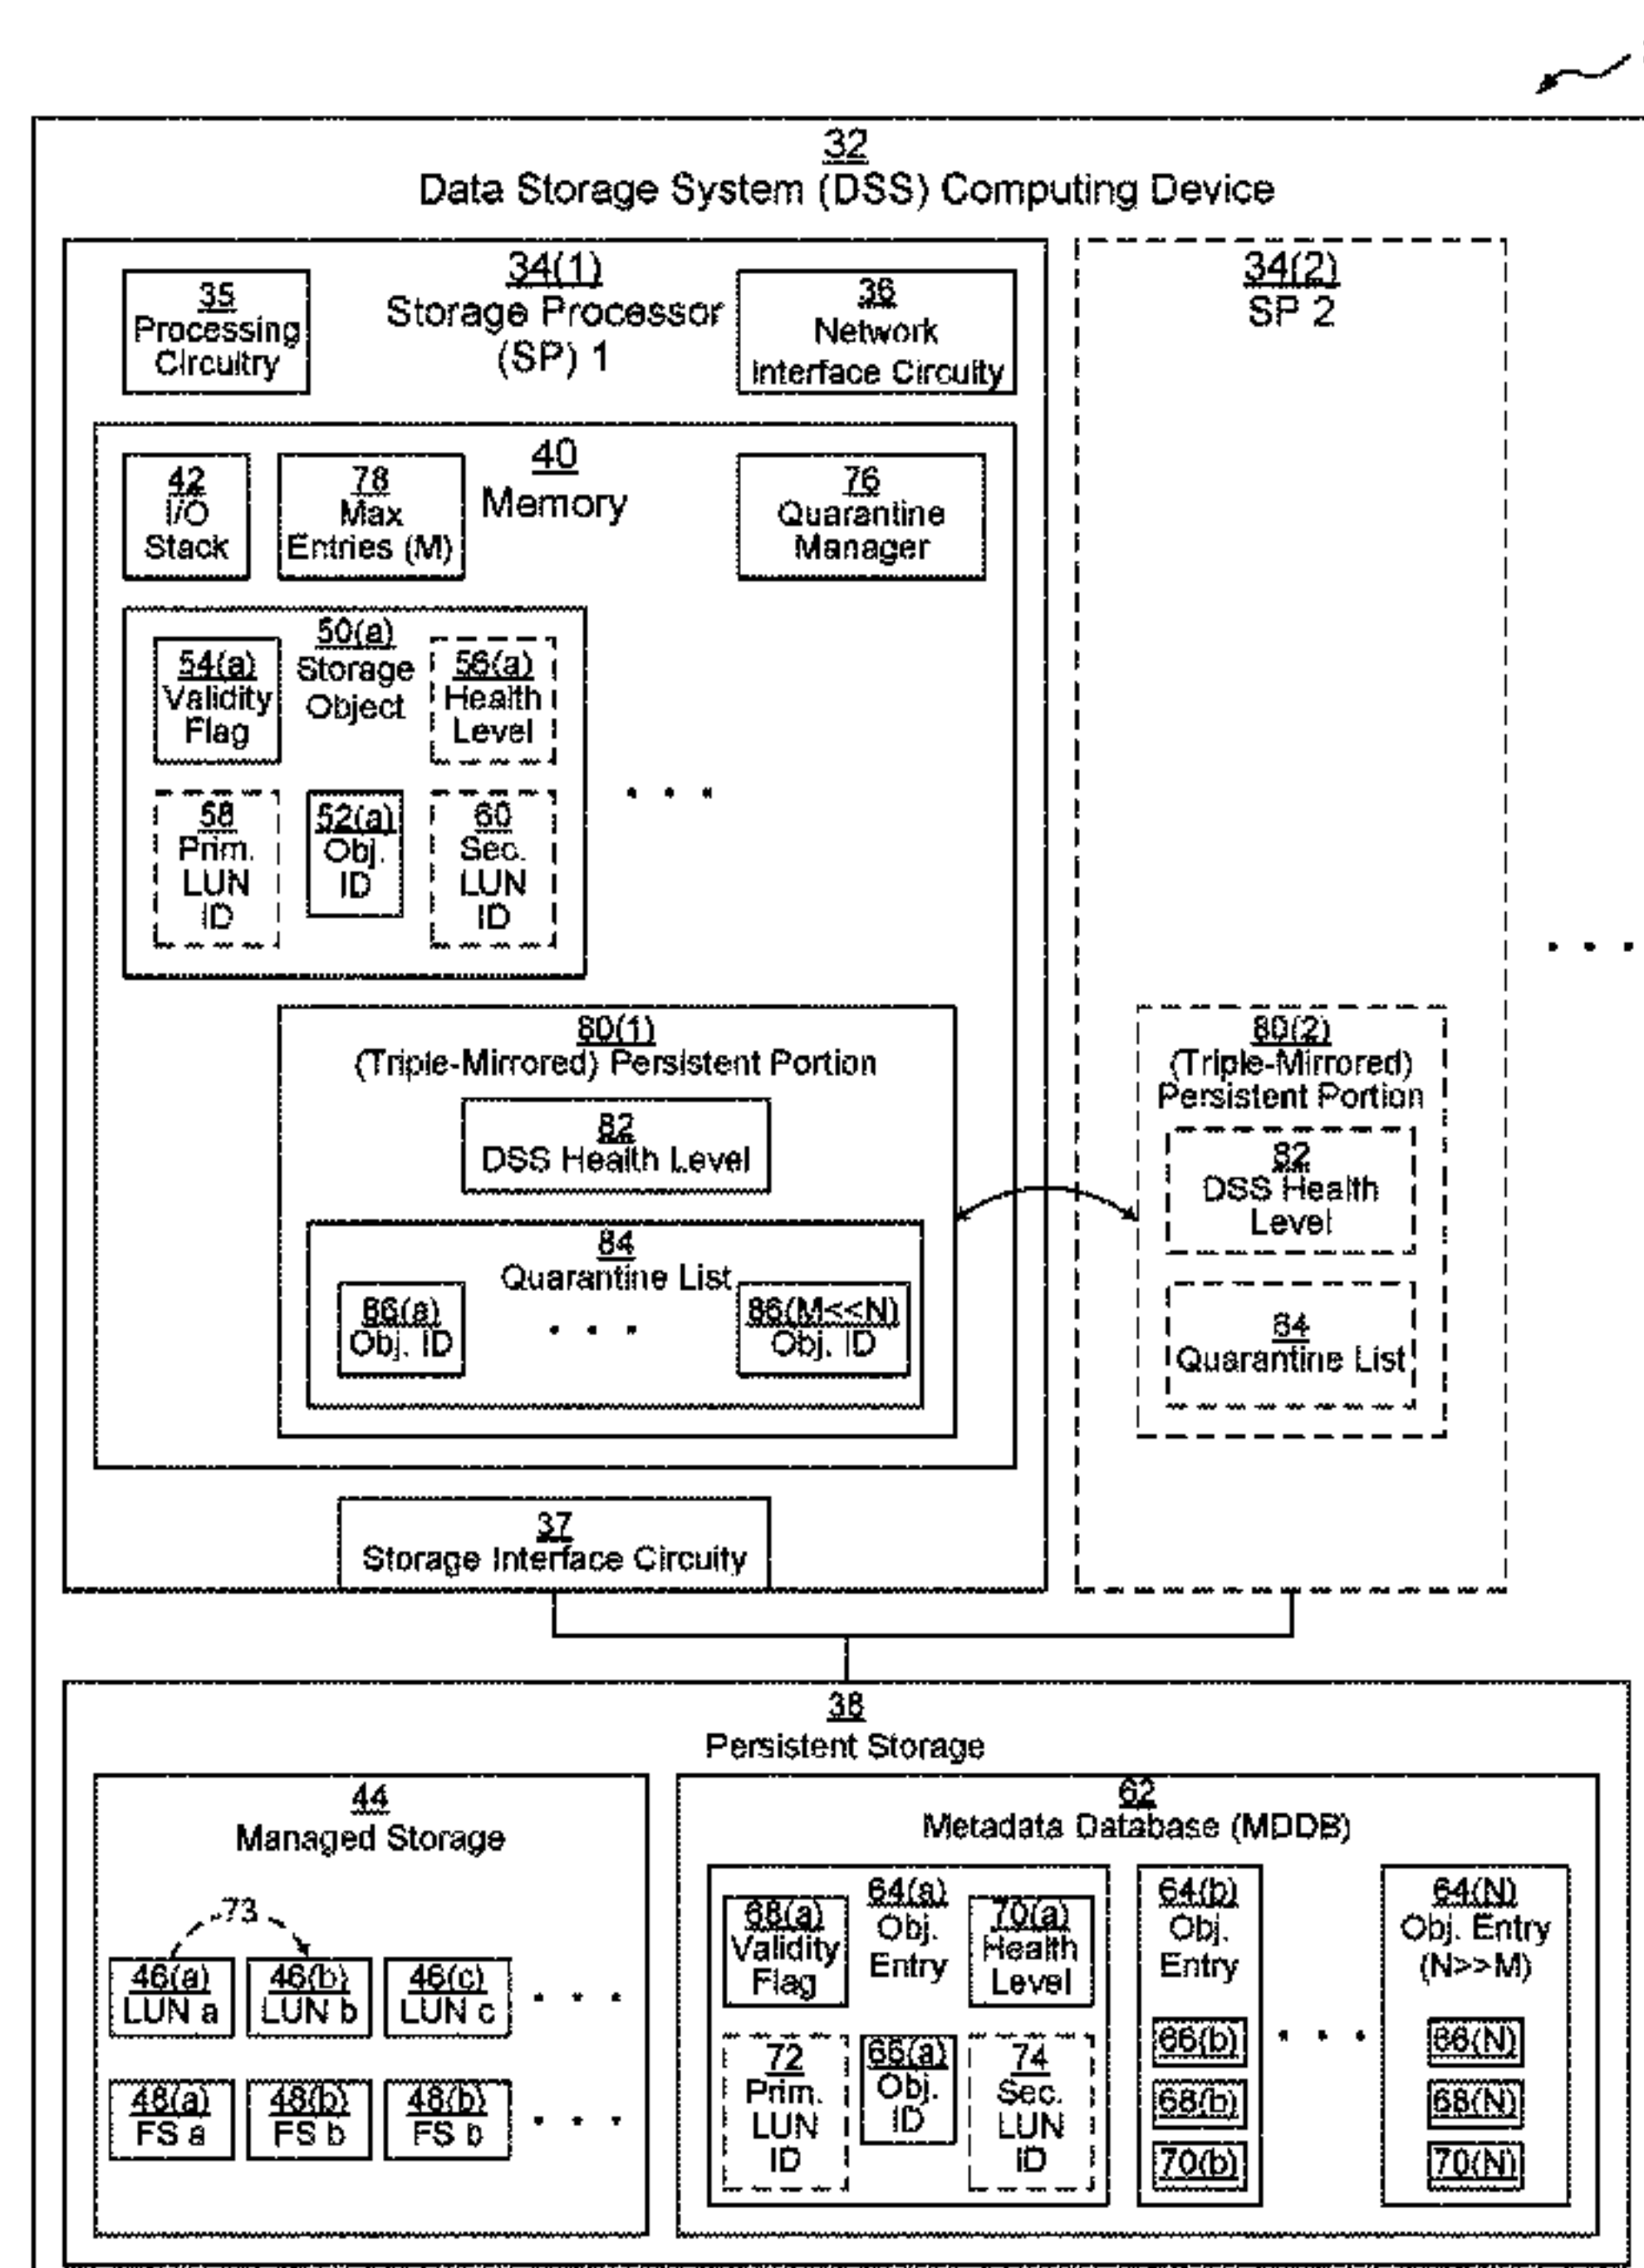 32
Data Storage System (DSS) Computing Device
34(1)
Storage Processor
(SP) 1
35
Processing
Circuitry
36
Network
Interface Circuity
34(2)
SP 2
40
Memory
42
I/O
Stack
78
Max
Entries (M)
76
Quarantine
Manager
50(a)
Storage
Object
54(a)
Validity
Flag
56(a)
Health
Level
58
Prim.
LUN
ID
52(a)
Obj.
ID
60
Sec.
LUN
ID
. . .
. . .
80(1)
(Triple-Mirrored) Persistent Portion
82
DSS Health Level
84
Quarantine List
86(a)
Obj. ID
. . .
86(M<<N)
Obj. ID
80(2)
(Triple-Mirrored)
Persistent Portion
82
DSS Health
Level
84
Quarantine List
37
Storage Interface Circuity
38
Persistent Storage
44
Managed Storage
73
46(a)
LUN a
46(b)
LUN b
46(c)
LUN c
. . .
48(a)
FS a
48(b)
FS b
48(b)
FS b
. . .
62
Metadata Database (MDDB)
64(a)
Obj.
Entry
68(a)
Validity
Flag
70(a)
Health
Level
72
Prim.
LUN
ID
66(a)
Obj.
ID
74
Sec.
LUN
ID
64(b)
Obj.
Entry
66(b)
68(b)
70(b)
. . .
64(N)
Obj. Entry
(N>>M)
66(N)
68(N)
70(N)